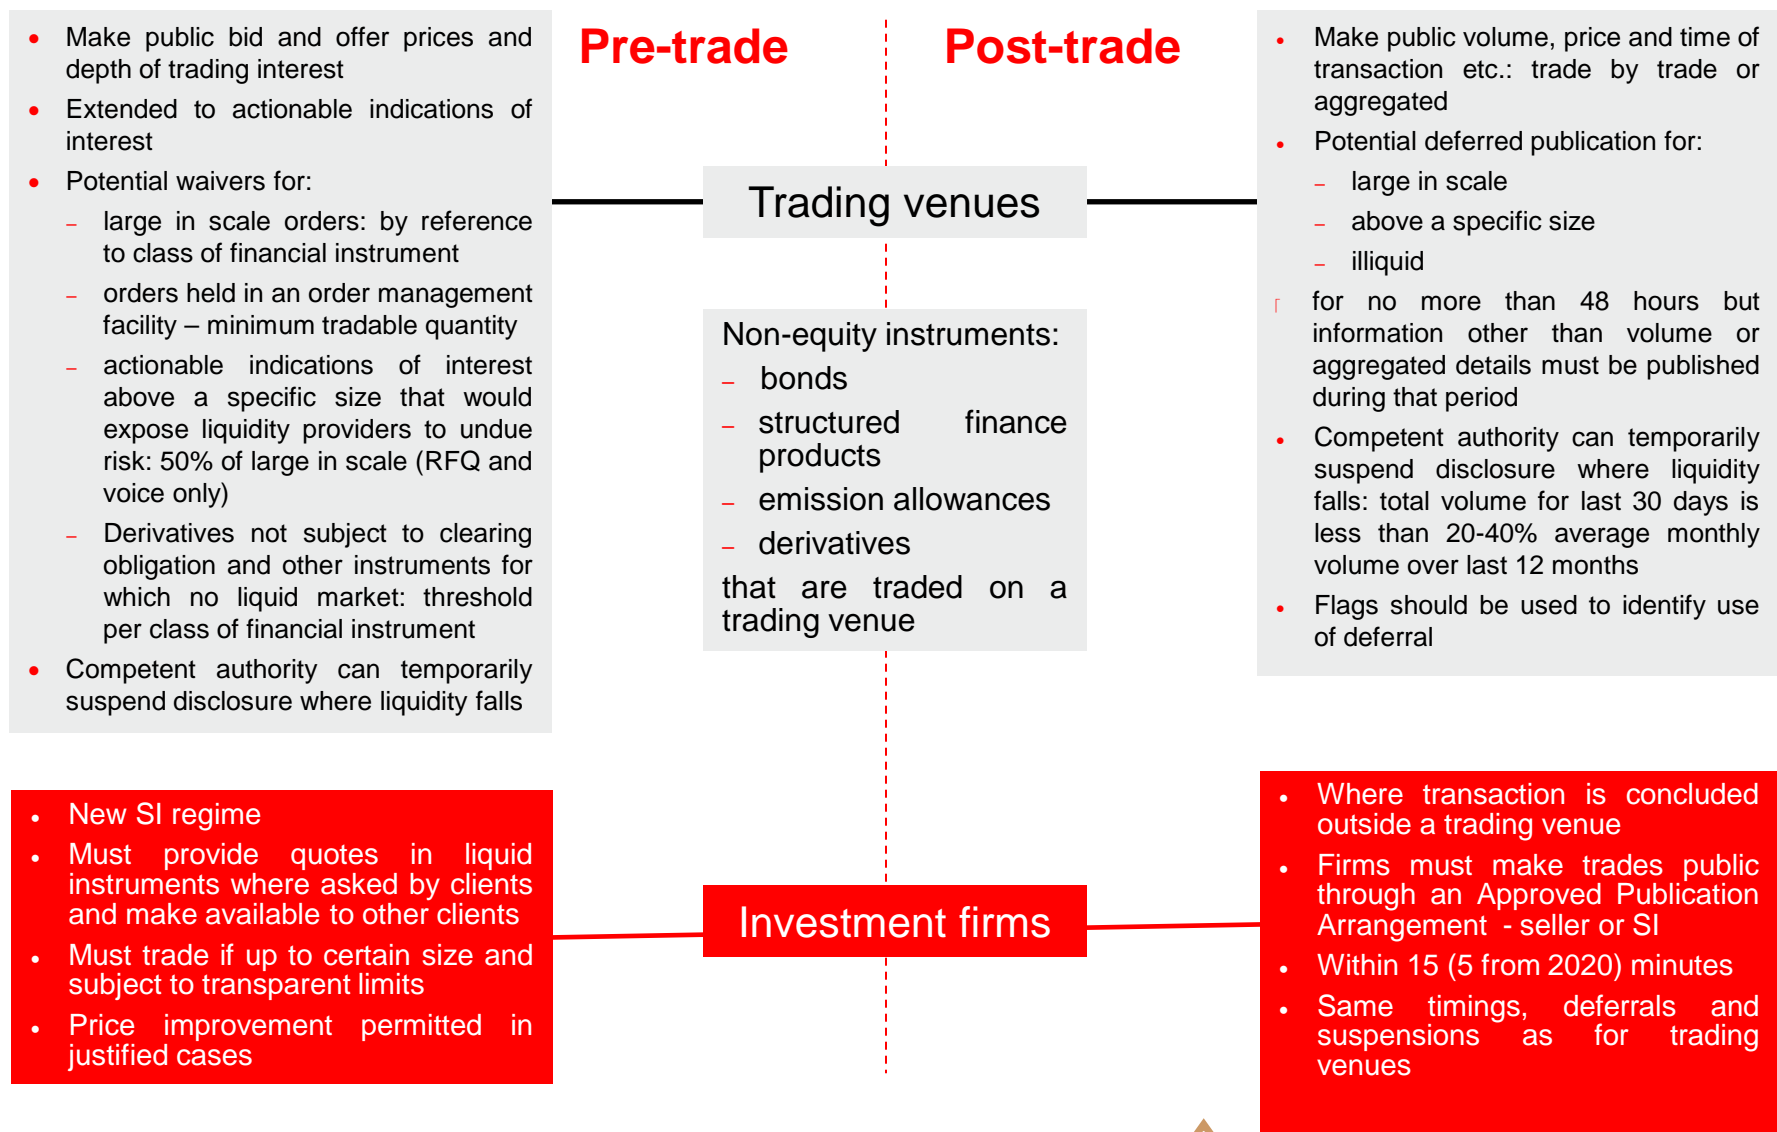 Pre-trade
Post-trade
• Make public bid and offer prices and
depth of trading interest
• Extended to actionable indications of
interest
• Potential waivers for:
– large in scale orders: by reference
to class of financial instrument
– orders held in an order management
facility – minimum tradable quantity
– actionable indications of interest
above a specific size that would
expose liquidity providers to undue
risk: 50% of large in scale (RFQ and
voice only)
– Derivatives not subject to clearing
obligation and other instruments for
which no liquid market: threshold
per class of financial instrument
• Competent authority can temporarily
suspend disclosure where liquidity falls
Trading venues
Non-equity instruments:
– bonds
– structured finance
products
– emission allowances
– derivatives
that are traded on a
trading venue
• Make public volume, price and time of
transaction etc.: trade by trade or
aggregated
• Potential deferred publication for:
– large in scale
– above a specific size
– illiquid
for no more than 48 hours but
information other than volume or
aggregated details must be published
during that period
• Competent authority can temporarily
suspend disclosure where liquidity
falls: total volume for last 30 days is
less than 20-40% average monthly
volume over last 12 months
• Flags should be used to identify use
of deferral
• New SI regime
• Must provide quotes in liquid
instruments where asked by clients
and make available to other clients
• Must trade if up to certain size and
subject to transparent limits
• Price improvement permitted in
justified cases
Investment firms
• Where transaction is concluded
outside a trading venue
• Firms must make trades public
through an Approved Publication
Arrangement - seller or SI
• Within 15 (5 from 2020) minutes
• Same timings, deferrals and
suspensions as for trading
venues